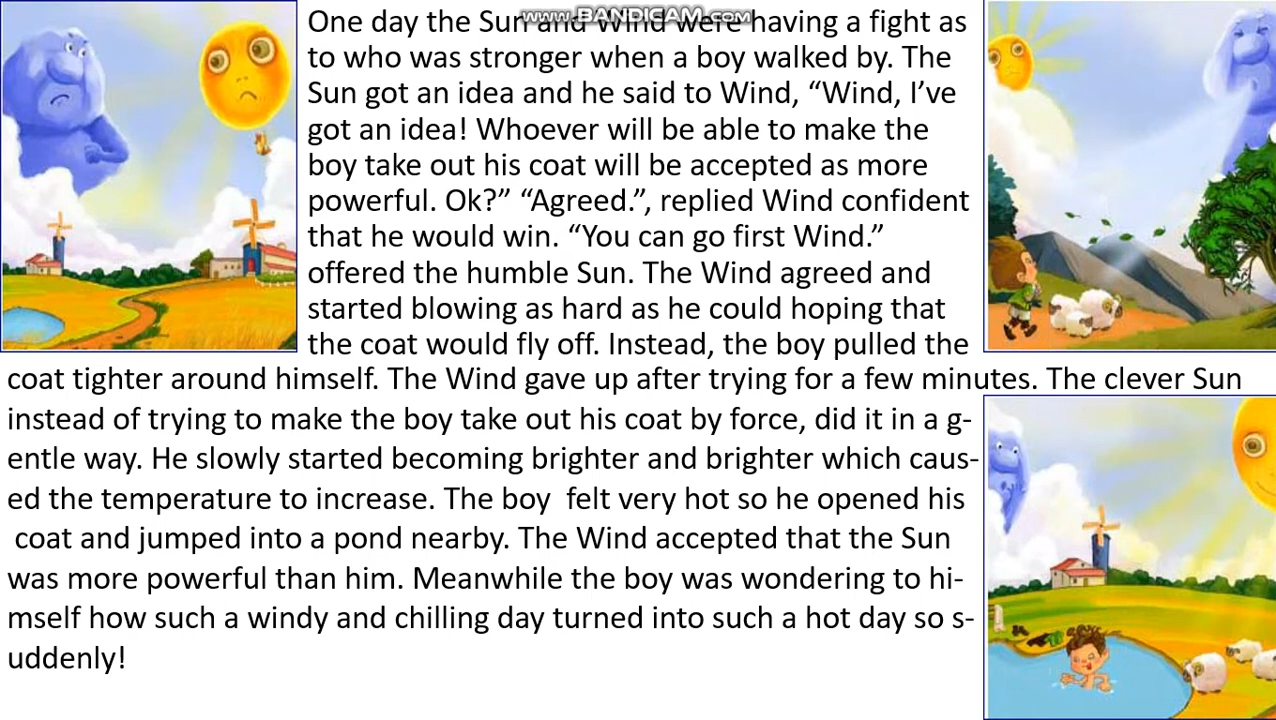 www.BANDICAM.com
One day the Sun and Wind were having a fight as
to who was stronger when a boy walked by. The
Sun got an idea and he said to Wind, “Wind, I’ve
got an idea! Whoever will be able to make the
boy take out his coat will be accepted as more
powerful. Ok?” “Agreed.”, replied Wind confident
that he would win. “You can go first Wind.”
offered the humble Sun. The Wind agreed and
started blowing as hard as he could hoping that
the coat would fly off. Instead, the boy pulled the
coat tighter around himself. The Wind gave up after trying for a few minutes. The clever Sun
instead of trying to make the boy take out his coat by force, did it in a g-
entle way. He slowly started becoming brighter and brighter which caus-
ed the temperature to increase. The boy  felt very hot so he opened his
coat and jumped into a pond nearby. The Wind accepted that the Sun
was more powerful than him. Meanwhile the boy was wondering to hi-
mself how such a windy and chilling day turned into such a hot day so s-
uddenly!